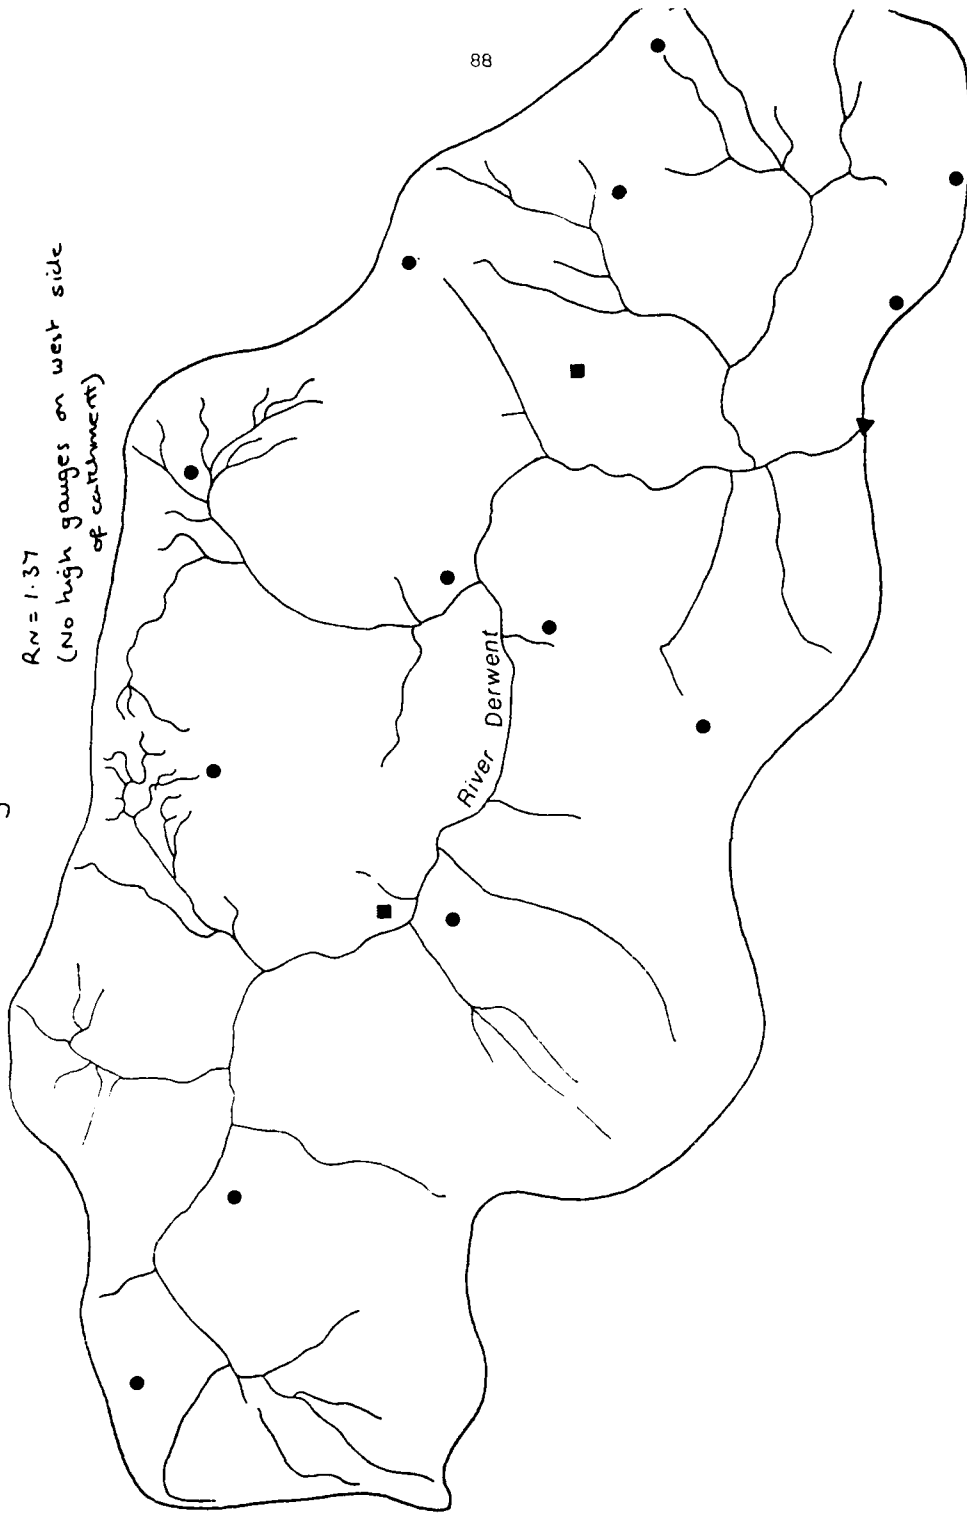 88
RN = 1.37
(No high gauges on west side
of catchment)
River Derwent